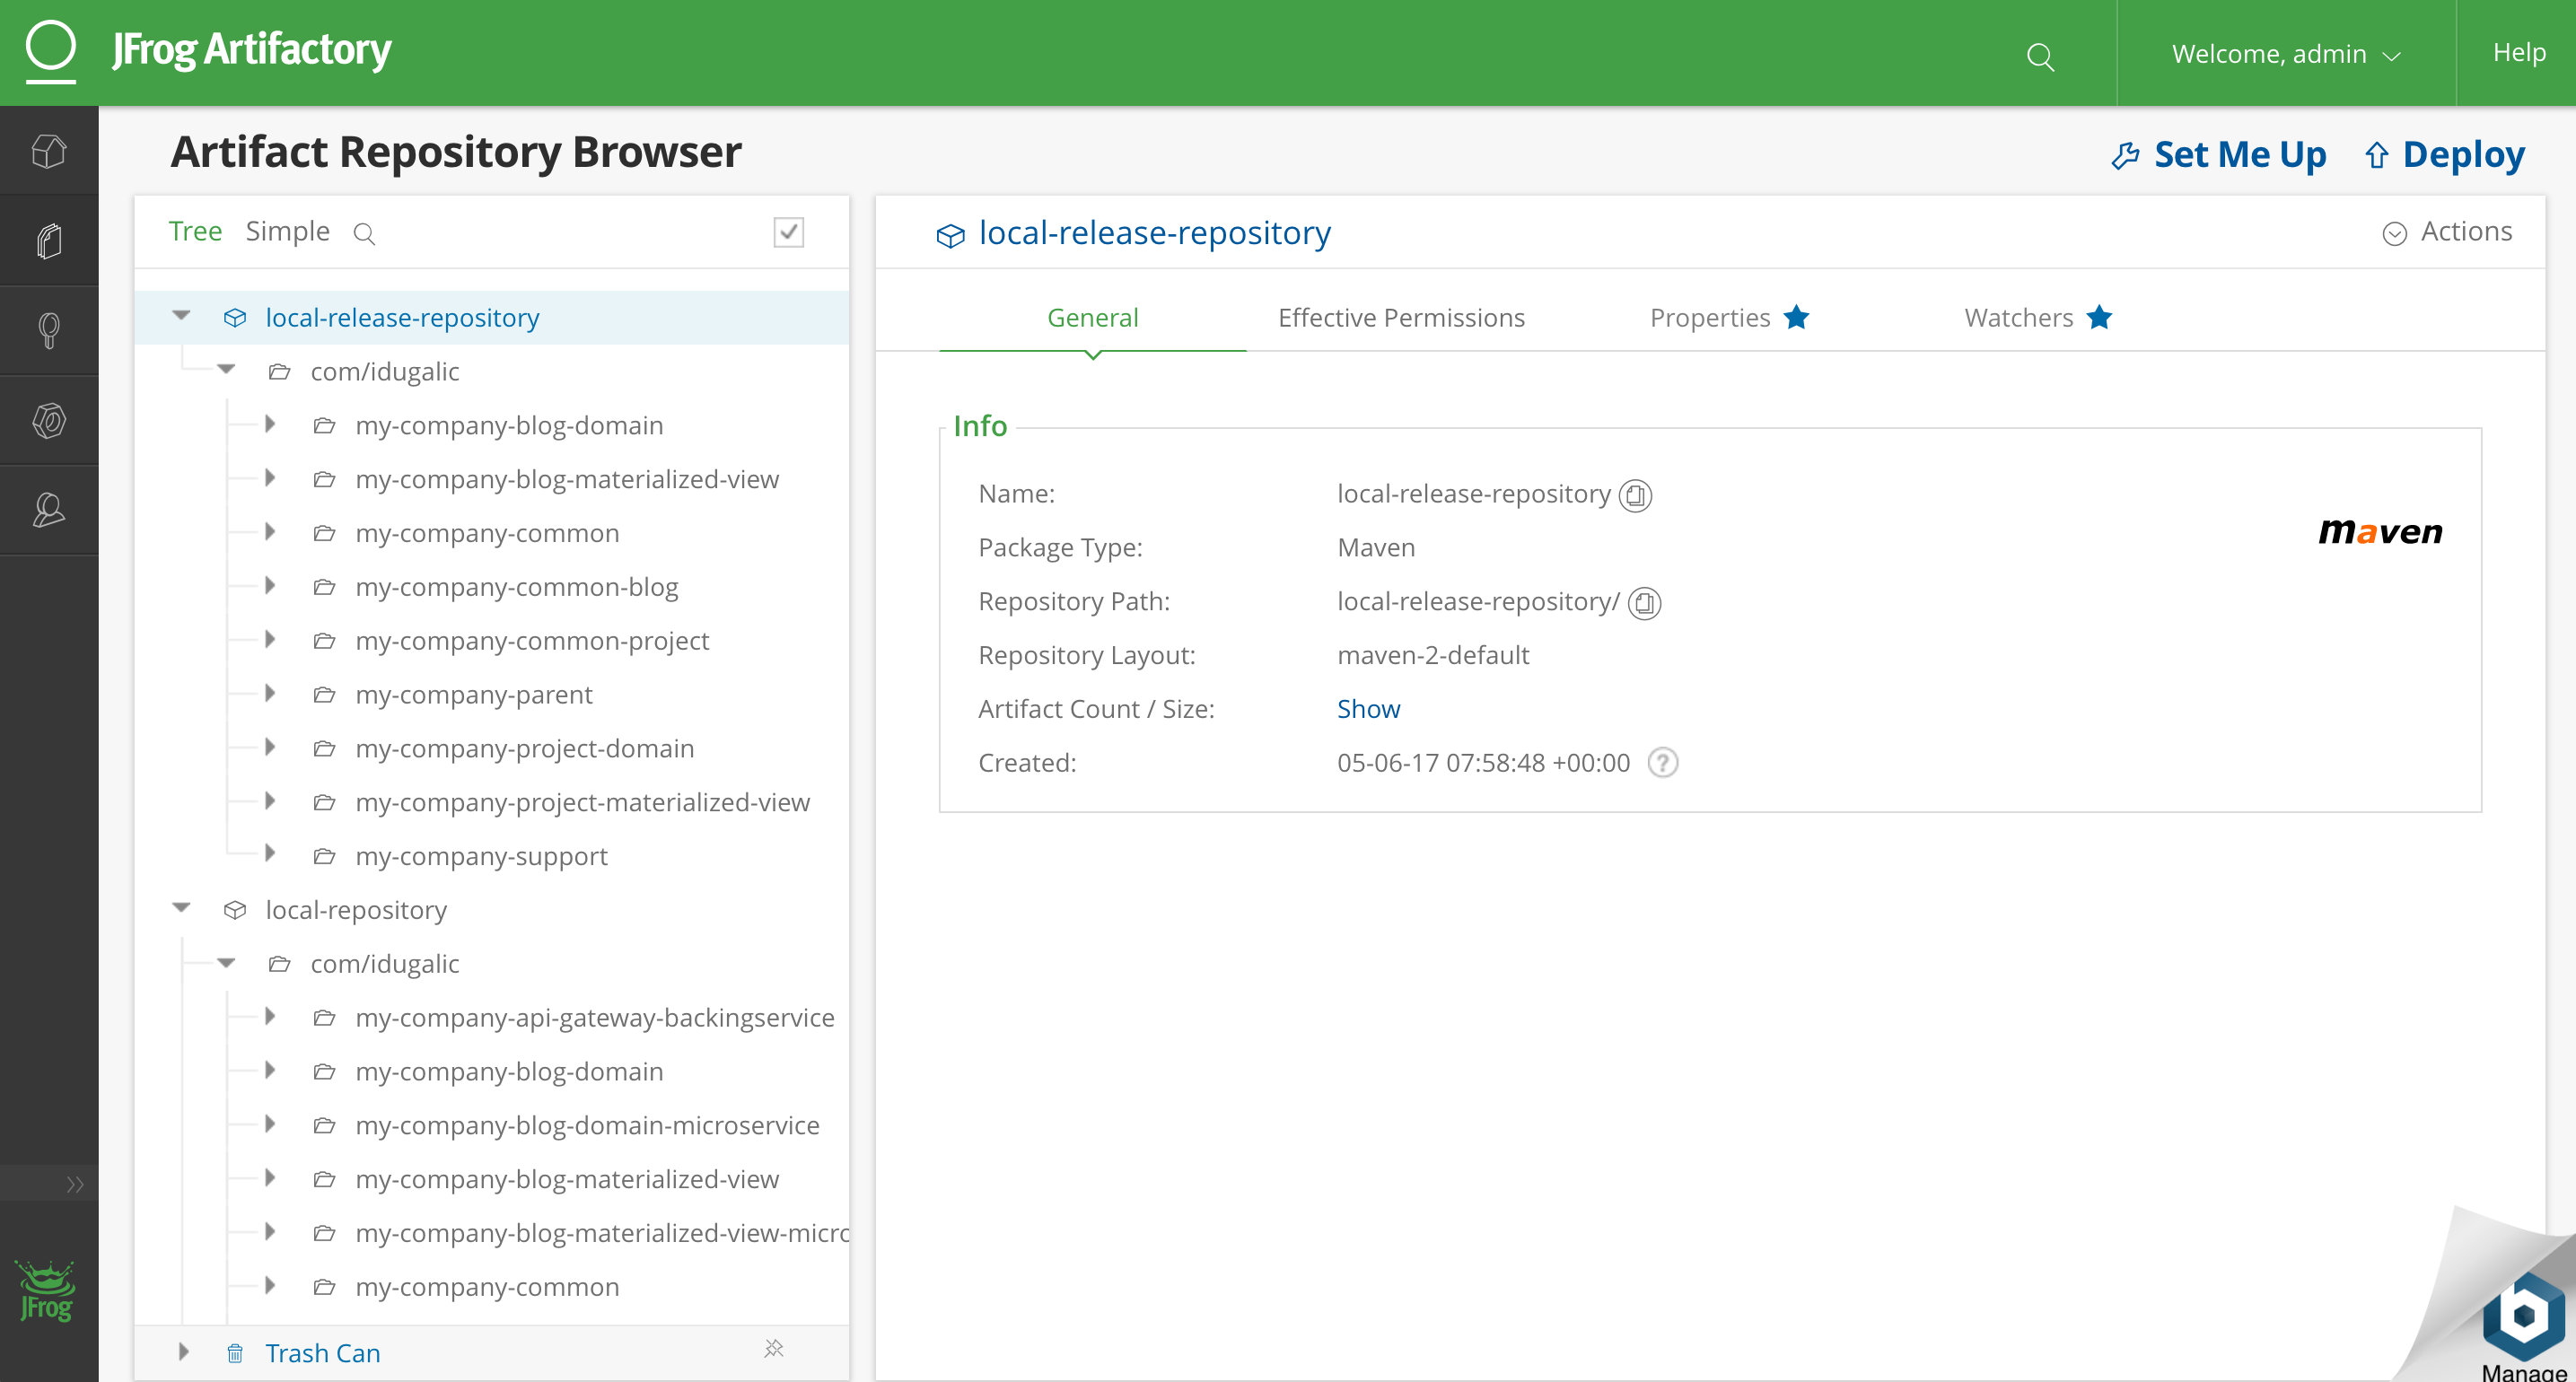 JFrog Artifactory
Welcome, admin
Help
Artifact Repository Browser
Set Me Up
Deploy
Tree Simple
local-release-repository
com/idugalic
my-company-blog-domain
my-company-blog-materialized-view
my-company-common
my-company-common-blog
my-company-common-project
my-company-parent
my-company-project-domain
my-company-project-materialized-view
my-company-support
local-repository
com/idugalic
my-company-api-gateway-backingservice
my-company-blog-domain
my-company-blog-domain-microservice
my-company-blog-materialized-view
my-company-blog-materialized-view-micro
my-company-common
Trash Can
local-release-repository
Actions
General Effective Permissions Properties Watchers
Info
Name: local-release-repository
Package Type: Maven
Repository Path: local-release-repository/
Repository Layout: maven-2-default
Artifact Count / Size: Show
Created: 05-06-17 07:58:48 +00:00 ?
maven
JFrog
b
Manage